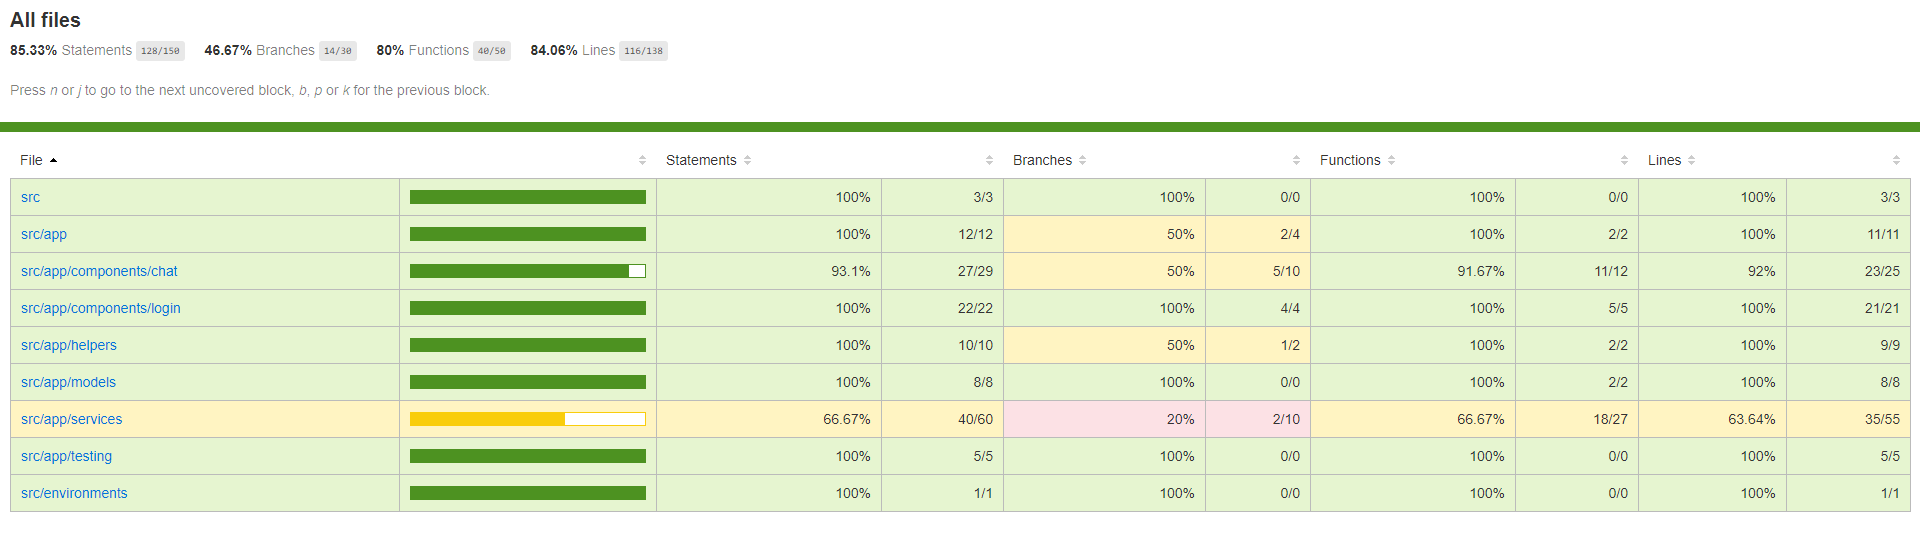 All files
85.33% Statements 128/150 46.67% Branches 14/30 80% Functions 40/50 84.06% Lines 116/138
Press n or j to go to the next uncovered block, b, p or k for the previous block.
File Statements Branches Functions Lines
src 100% 3/3 100% 0/0 100% 0/0 100% 3/3
src/app 100% 12/12 50% 2/4 100% 2/2 100% 11/11
src/app/components/chat 93.1% 27/29 50% 5/10 91.67% 11/12 92% 23/25
src/app/components/login 100% 22/22 100% 4/4 100% 5/5 100% 21/21
src/app/helpers 100% 10/10 50% 1/2 100% 2/2 100% 9/9
src/app/models 100% 8/8 100% 0/0 100% 2/2 100% 8/8
src/app/services 66.67% 40/60 20% 2/10 66.67% 18/27 63.64% 35/55
src/app/testing 100% 5/5 100% 0/0 100% 0/0 100% 5/5
src/environments 100% 1/1 100% 0/0 100% 0/0 100% 1/1